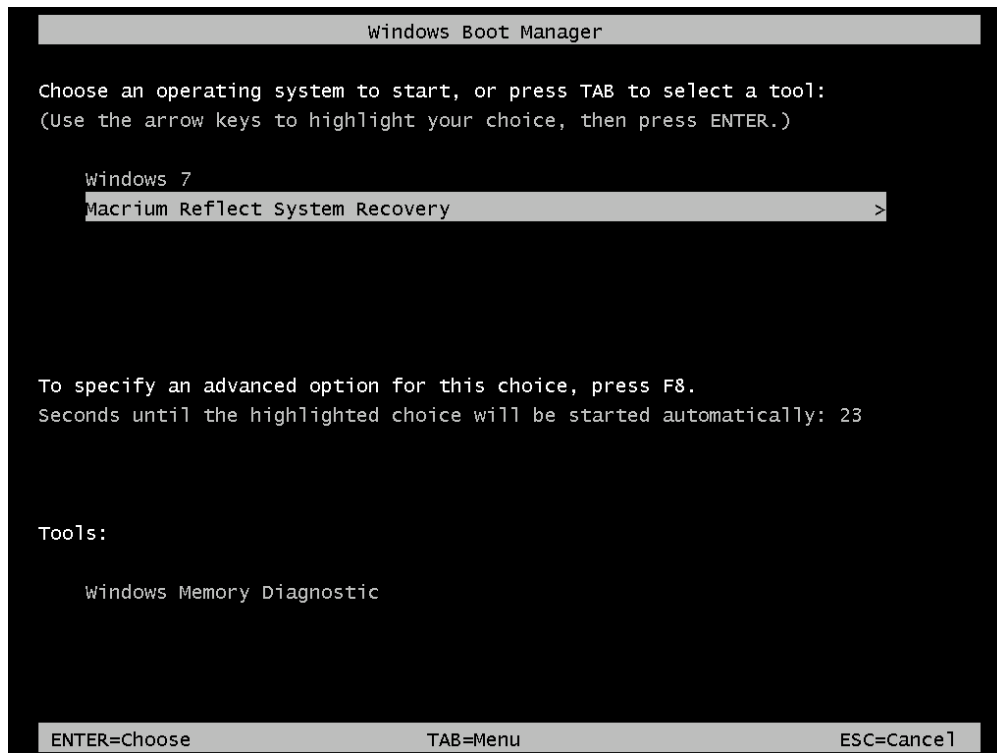 Windows Boot Manager
Choose an operating system to start, or press TAB to select a tool:
(Use the arrow keys to highlight your choice, then press ENTER.)
Windows 7
Macrium Reflect System Recovery >
To specify an advanced option for this choice, press F8.
Seconds until the highlighted choice will be started automatically: 23
Tools:
Windows Memory Diagnostic
ENTER=Choose TAB=Menu ESC=Cancel